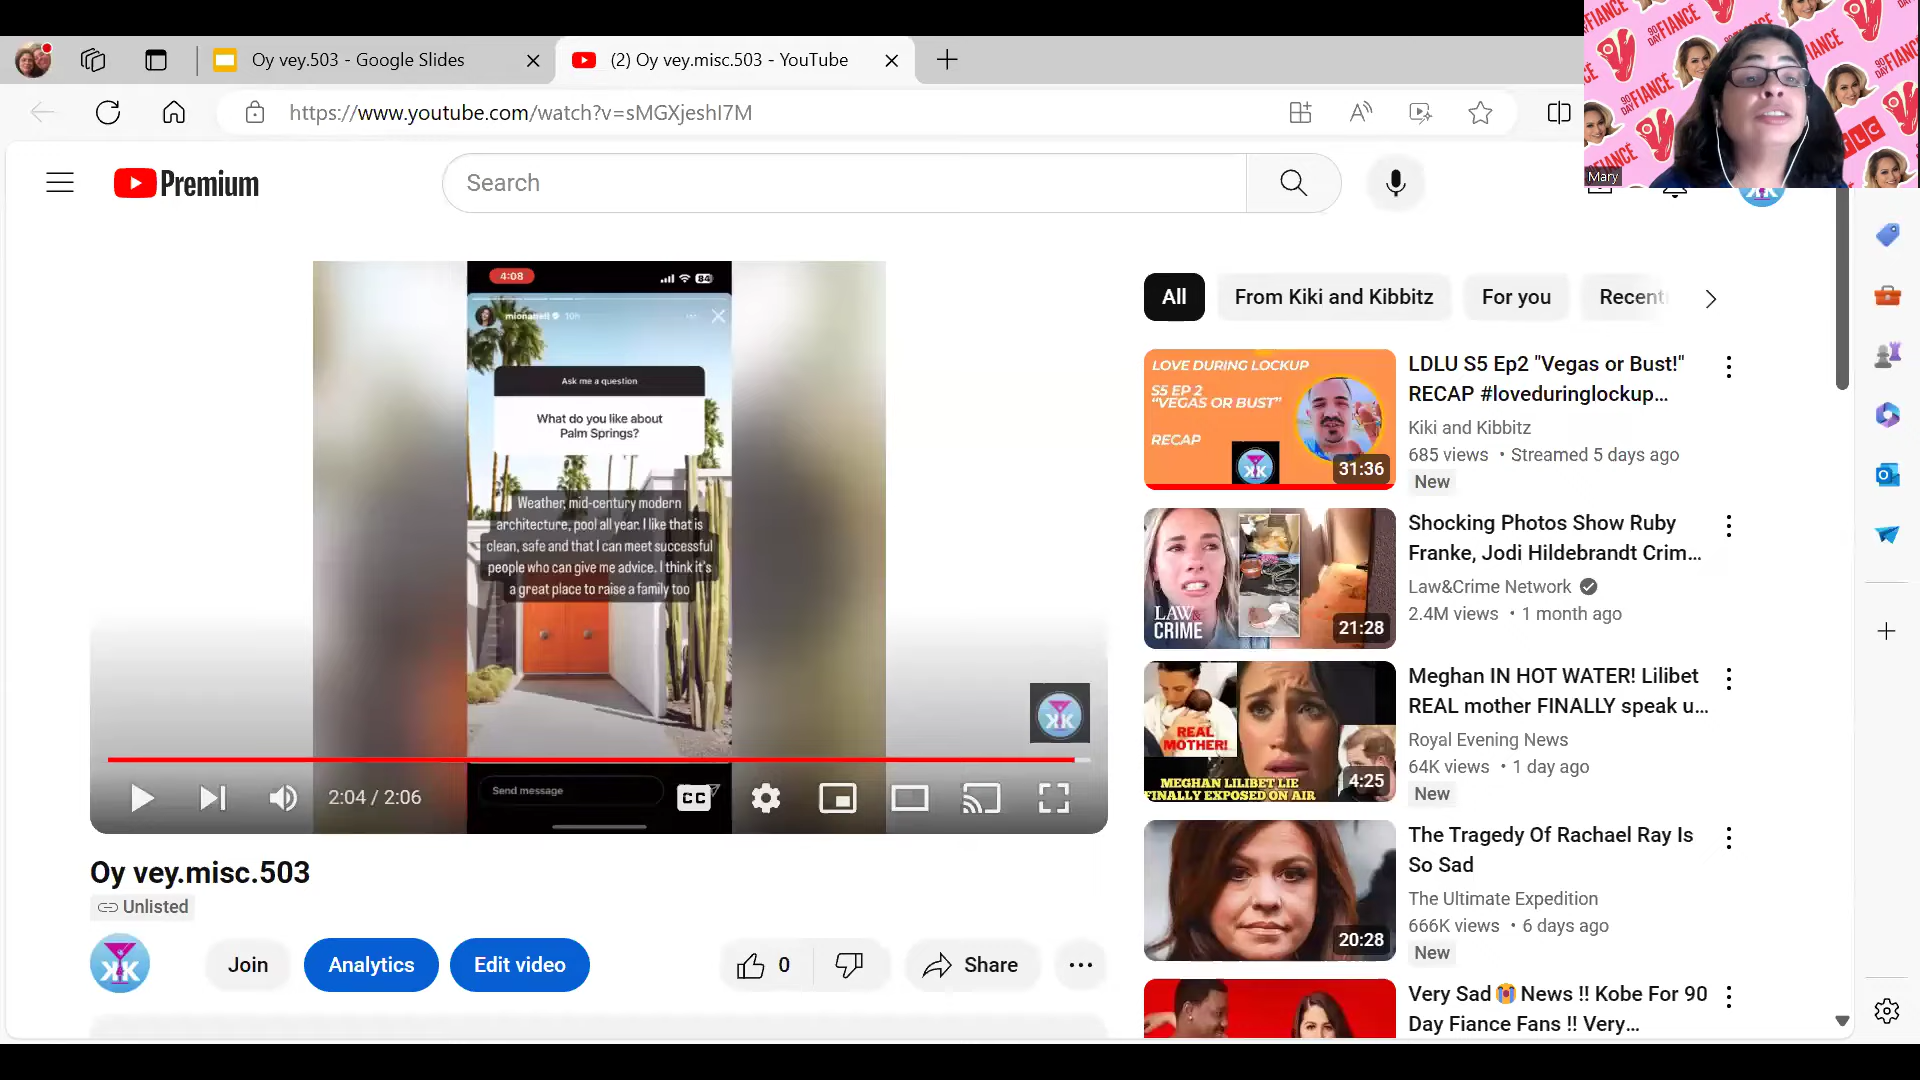 Oy vey.503 - Google Slides
(2) Oy vey.misc.503 - YouTube
https://www.youtube.com/watch?v=sMGXjeshI7M
90 DAY FIANCÉ
TLC
Mary
Premium
Search
4:08
84
mionabell 10h
Ask me a question
What do you like about
Palm Springs?
Weather, mid-century modern
architecture, pool all year. I like that is
clean, safe and that I can meet successful
people who can give me advice. I think it's
a great place to raise a family too
Send message
2:04 / 2:06
CC
Oy vey.misc.503
Unlisted
Join
Analytics
Edit video
0
Share
All
From Kiki and Kibbitz
For you
LOVE DURING LOCKUP
S5 EP 2
"VEGAS OR BUST"
RECAP
31:36
LDLU S5 Ep2 "Vegas or Bust!"
RECAP #loveduringlockup...
Kiki and Kibbitz
685 views • Streamed 5 days ago
New
LAW&
CRIME
21:28
Shocking Photos Show Ruby
Franke, Jodi Hildebrandt Crim...
Law&Crime Network
2.4M views • 1 month ago
REAL
MOTHER!
MEGHAN LILIBET LIE
FINALLY EXPOSED ON AIR
4:25
Meghan IN HOT WATER! Lilibet
REAL mother FINALLY speak u...
Royal Evening News
64K views • 1 day ago
New
20:28
The Tragedy Of Rachael Ray Is
So Sad
The Ultimate Expedition
666K views • 6 days ago
New
Very Sad😭News !! Kobe For 90
Day Fiance Fans !! Very...